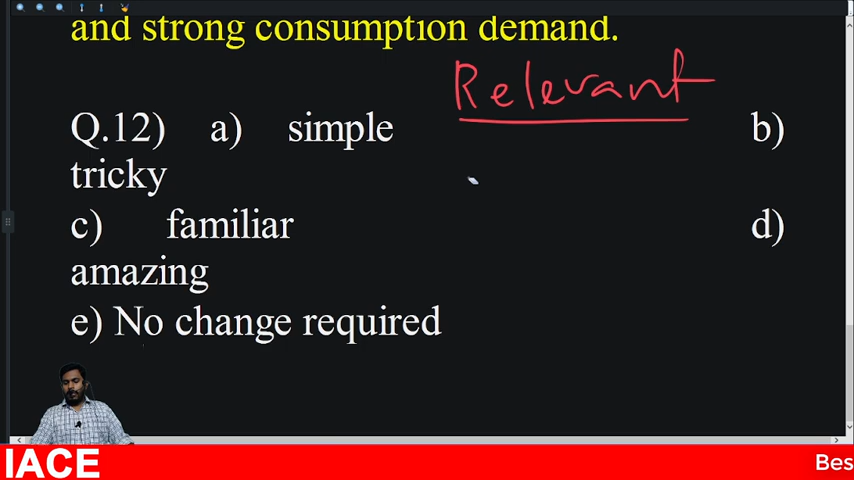 and strong consumption demand.
Relevant
Q.12) a) simple b)
tricky
c) familiar d)
amazing
e) No change required
IACE
Bes